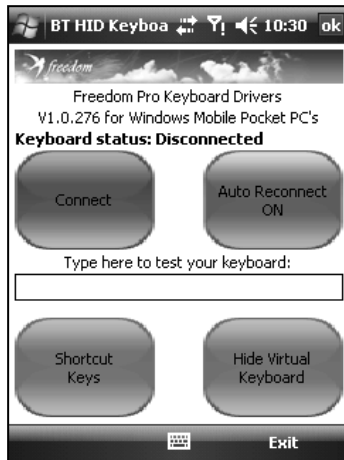 BT HID Keyboa 10:30 ok
freedom
Freedom Pro Keyboard Drivers
V1.0.276 for Windows Mobile Pocket PC's
Keyboard status: Disconnected
Connect
Auto Reconnect
ON
Type here to test your keyboard:
Shortcut
Keys
Hide Virtual
Keyboard
Exit